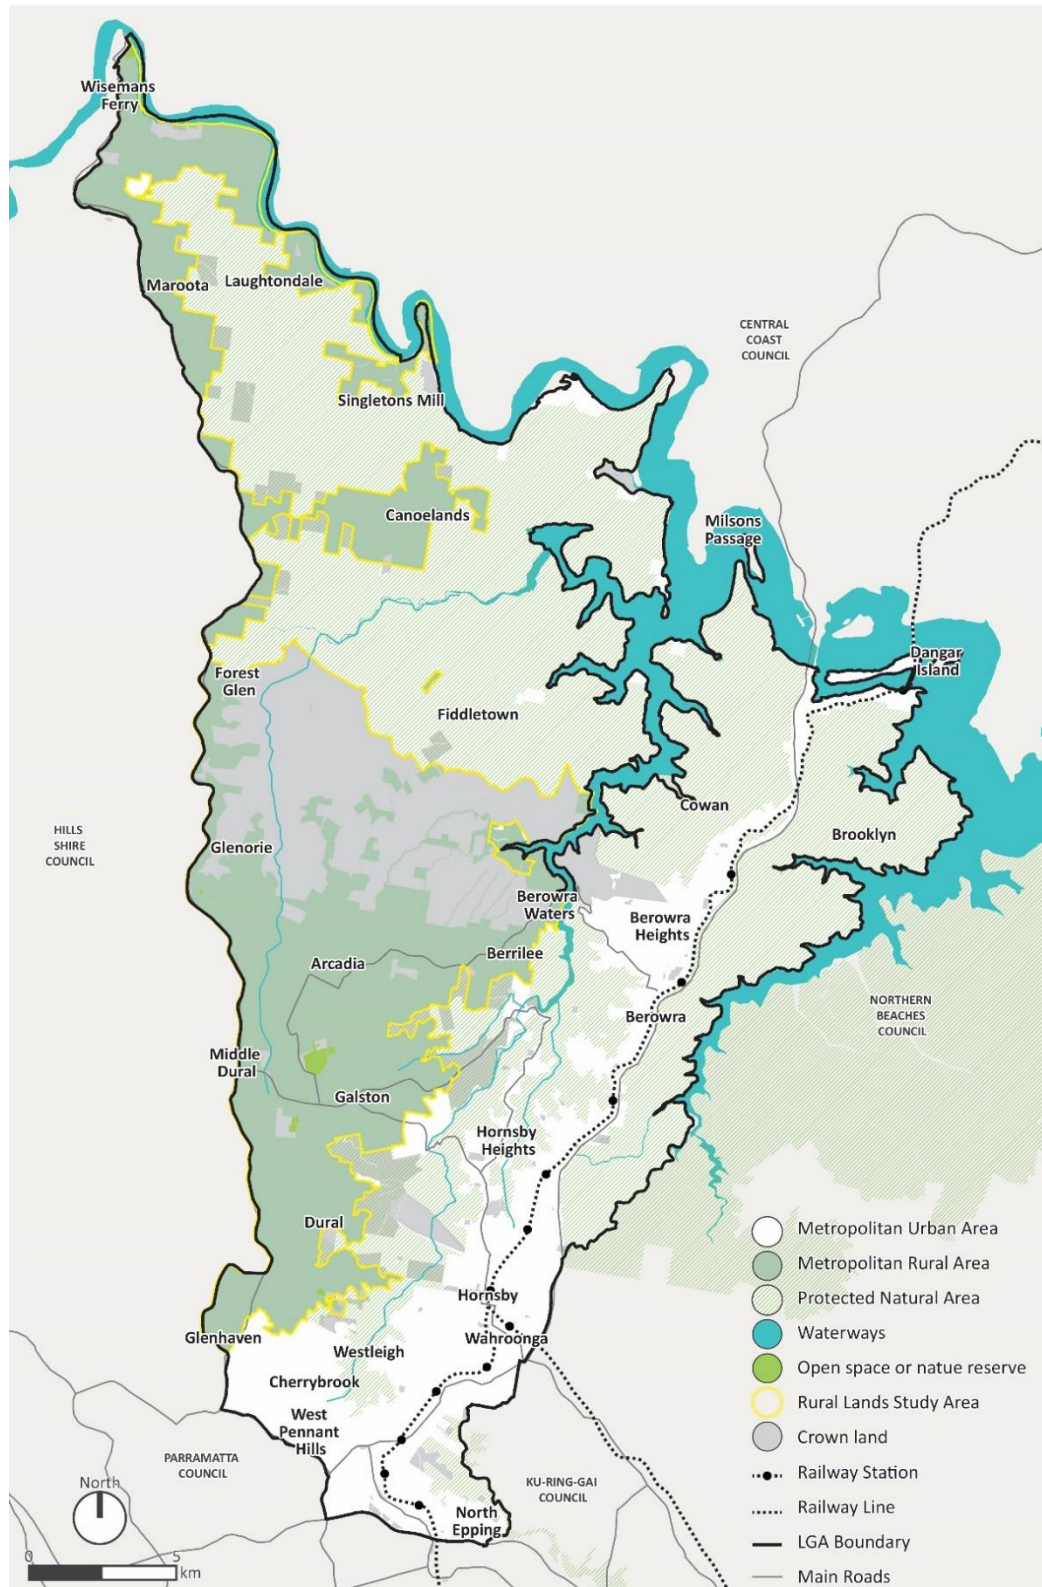 Wisemans
Ferry
Maroota
Laughtondale
CENTRAL
COAST
COUNCIL
Singletons Mill
Canoelands
Milsons
Passage
Dangar
Island
Forest
Glen
Fiddletown
Cowan
Brooklyn
HILLS
SHIRE
COUNCIL
Glenorie
Berowra
Waters
Berowra
Heights
Berrilee
Arcadia
NORTHERN
BEACHES
COUNCIL
Berowra
Middle
Dural
Galston
Hornsby
Heights
Dural
Hornsby
Glenhaven
Wahroonga
Westleigh
Cherrybrook
West
Pennant
Hills
PARRAMATTA
COUNCIL
KU-RING-GAI
COUNCIL
North
Epping
Metropolitan Urban Area
Metropolitan Rural Area
Protected Natural Area
Waterways
Open space or natue reserve
Rural Lands Study Area
Crown land
Railway Station
Railway Line
LGA Boundary
Main Roads
North
0 5
km